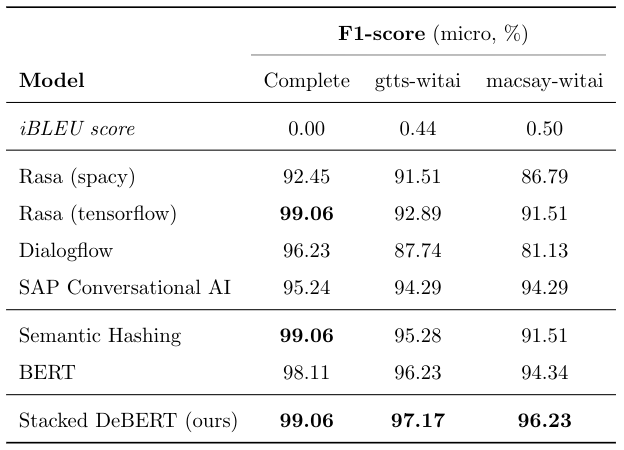 F1-score (micro, %)
Model Complete gtts-witai macsay-witai
iBLEU score 0.00 0.44 0.50
Rasa (spacy) 92.45 91.51 86.79
Rasa (tensorflow) 99.06 92.89 91.51
Dialogflow 96.23 87.74 81.13
SAP Conversational AI 95.24 94.29 94.29
Semantic Hashing 99.06 95.28 91.51
BERT 98.11 96.23 94.34
Stacked DeBERT (ours) 99.06 97.17 96.23